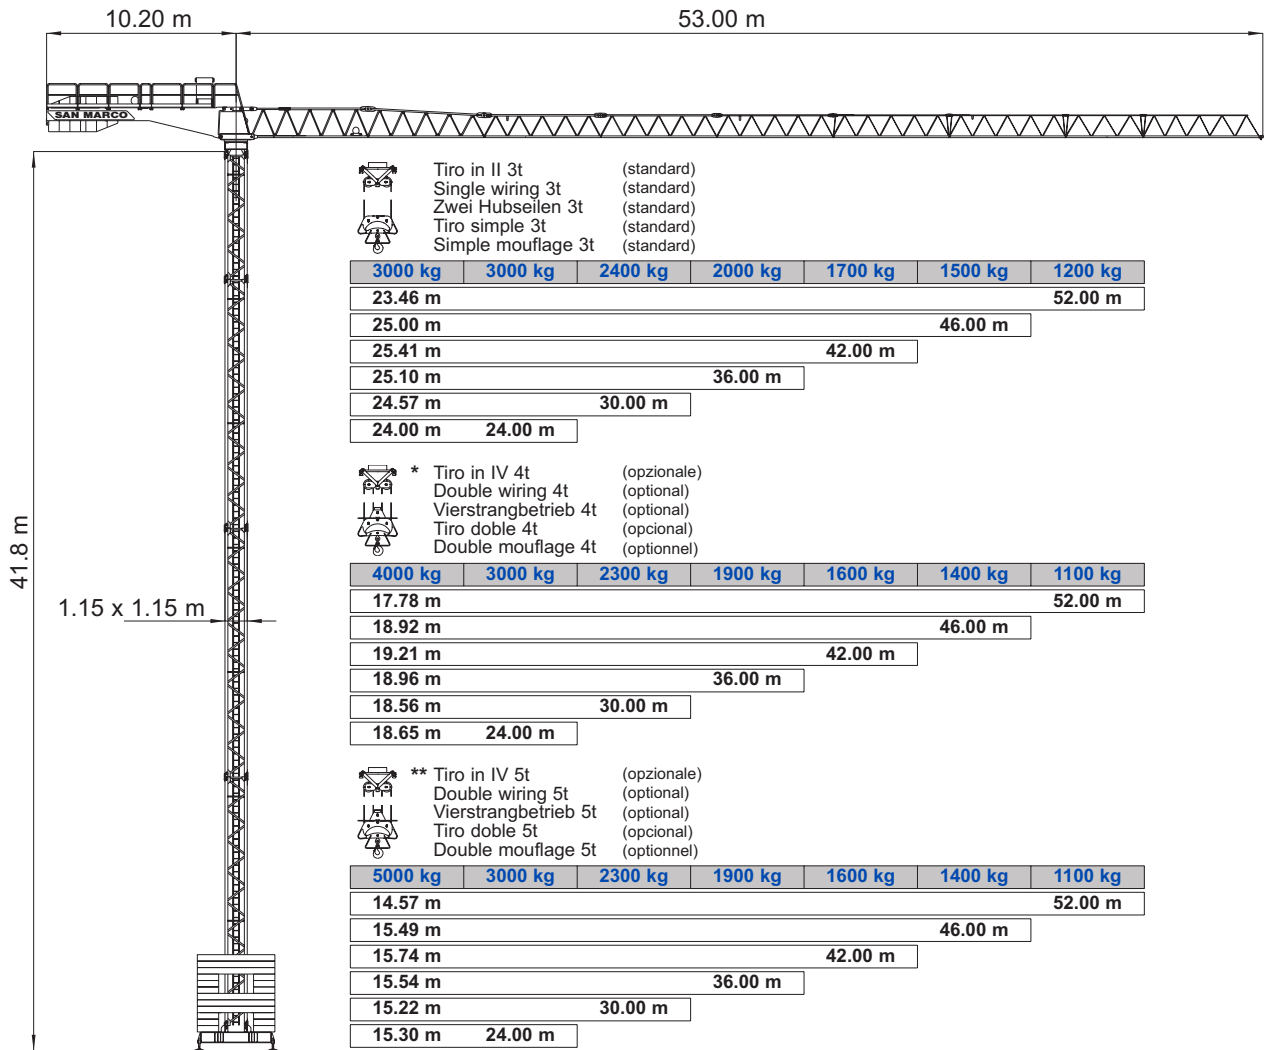 10.20 m 53.00 m
SAN MARCO
Tiro in II 3t (standard)
Single wiring 3t (standard)
Zwei Hubseilen 3t (standard)
Tiro simple 3t (standard)
Simple mouflage 3t (standard)
3000 kg 3000 kg 2400 kg 2000 kg 1700 kg 1500 kg 1200 kg
23.46 m 52.00 m
25.00 m 46.00 m
25.41 m 42.00 m
25.10 m 36.00 m
24.57 m 30.00 m
24.00 m 24.00 m
* Tiro in IV 4t (opzionale)
Double wiring 4t (optional)
Vierstrangbetrieb 4t (optional)
Tiro doble 4t (opcional)
Double mouflage 4t (optionnel)
4000 kg 3000 kg 2300 kg 1900 kg 1600 kg 1400 kg 1100 kg
17.78 m 52.00 m
18.92 m 46.00 m
19.21 m 42.00 m
18.96 m 36.00 m
18.56 m 30.00 m
18.65 m 24.00 m
41.8 m
1.15 x 1.15 m
** Tiro in IV 5t (opzionale)
Double wiring 5t (optional)
Vierstrangbetrieb 5t (optional)
Tiro doble 5t (opcional)
Double mouflage 5t (optionnel)
5000 kg 3000 kg 2300 kg 1900 kg 1600 kg 1400 kg 1100 kg
14.57 m 52.00 m
15.49 m 46.00 m
15.74 m 42.00 m
15.54 m 36.00 m
15.22 m 30.00 m
15.30 m 24.00 m